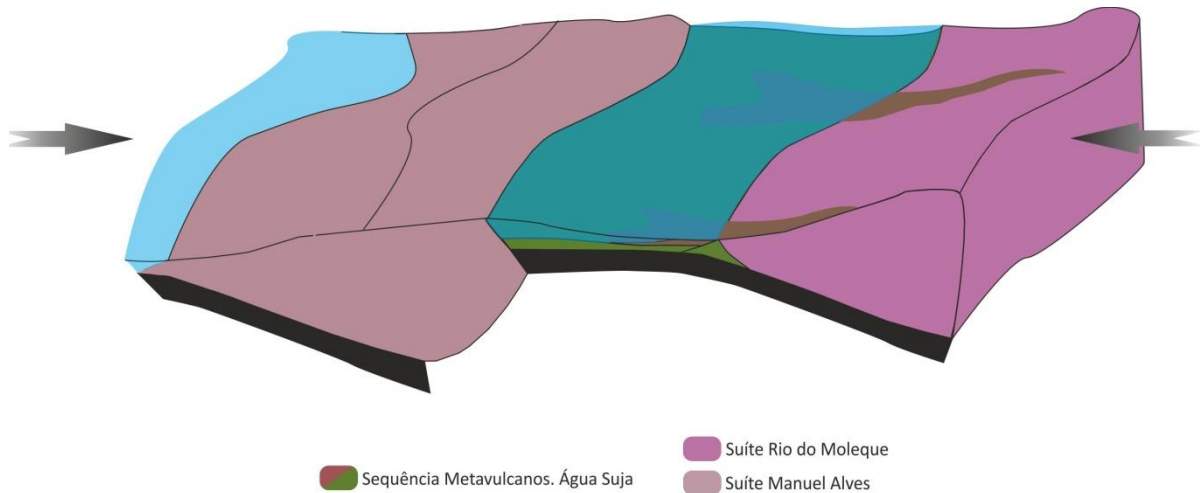 Suíte Rio do Moleque
Sequência Metavulcanos. Água Suja
Suíte Manuel Alves